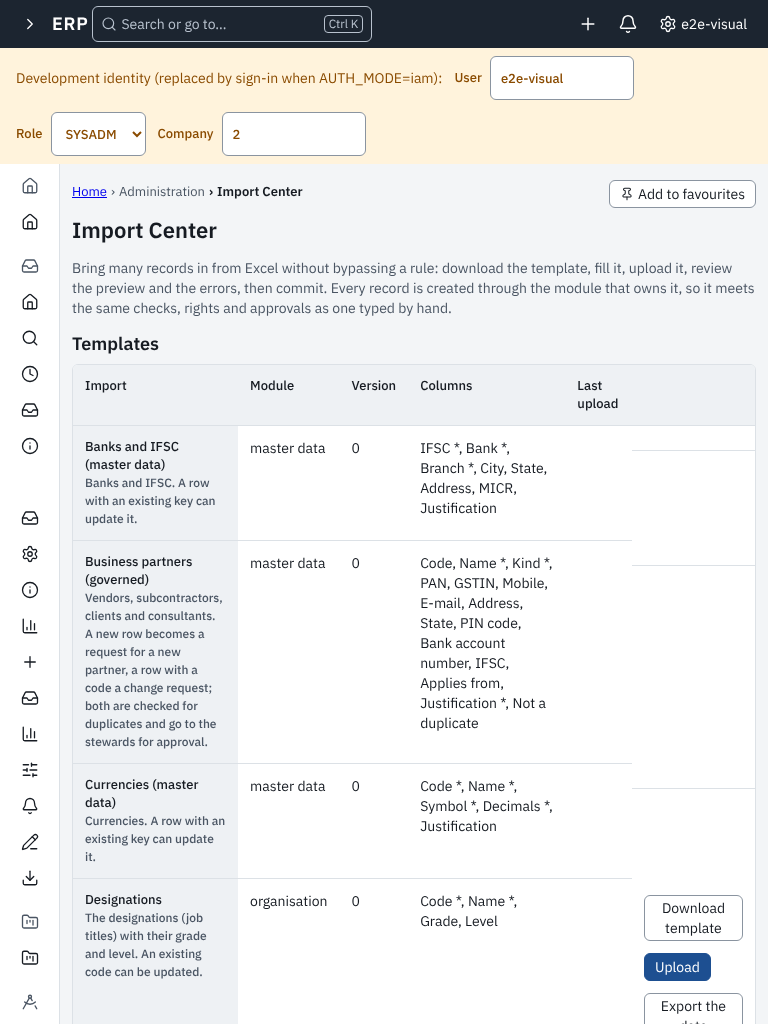 ERP
Search or go to...
Ctrl K
e2e-visual
Development identity (replaced by sign-in when AUTH_MODE=iam):
User
e2e-visual
Role
SYSADM
Company
2
Home › Administration › Import Center
Add to favourites
Import Center
Bring many records in from Excel without bypassing a rule: download the template, fill it, upload it, review
the preview and the errors, then commit. Every record is created through the module that owns it, so it meets
the same checks, rights and approvals as one typed by hand.
Templates
Import
Module
Version
Columns
Last
upload
Banks and IFSC
(master data)
Banks and IFSC. A row
with an existing key can
update it.
master data
0
IFSC *, Bank *,
Branch *, City, State,
Address, MICR,
Justification
Business partners
(governed)
Vendors, subcontractors,
clients and consultants.
A new row becomes a
request for a new
partner, a row with a
code a change request;
both are checked for
duplicates and go to the
stewards for approval.
master data
0
Code, Name *, Kind *,
PAN, GSTIN, Mobile,
E-mail, Address,
State, PIN code,
Bank account
number, IFSC,
Applies from,
Justification *, Not a
duplicate
Currencies (master
data)
Currencies. A row with an
existing key can update
it.
master data
0
Code *, Name *,
Symbol *, Decimals *,
Justification
Designations
The designations (job
titles) with their grade
and level. An existing
code can be updated.
organisation
0
Code *, Name *,
Grade, Level
Download
template
Upload
Export the